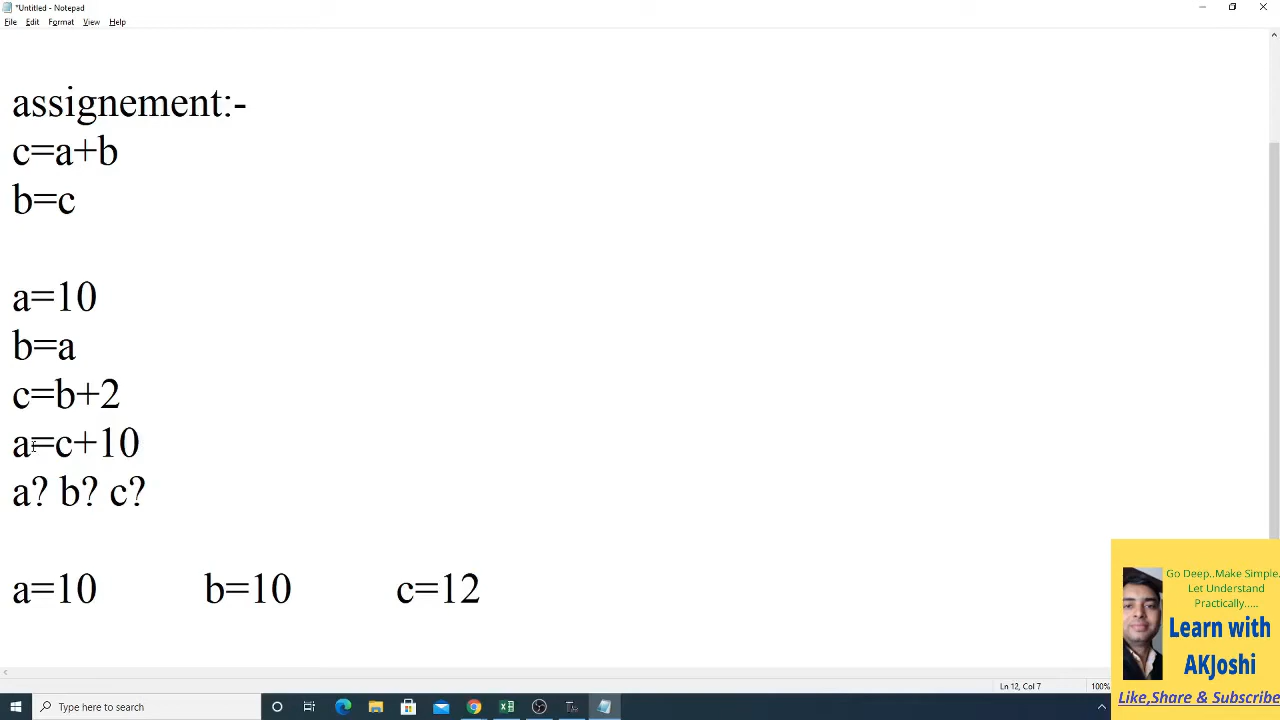 *Untitled - Notepad
File Edit Format View Help
assignement:-
c=a+b
b=c
a=10
b=a
c=b+2
a=c+10
a? b? c?
a=10 b=10 c=12
Go Deep..Make Simple.
Let Understand
Practically.....
Learn with
AKJoshi
Like,Share & Subscribe
Ln 12, Col 7 100%
Type here to search